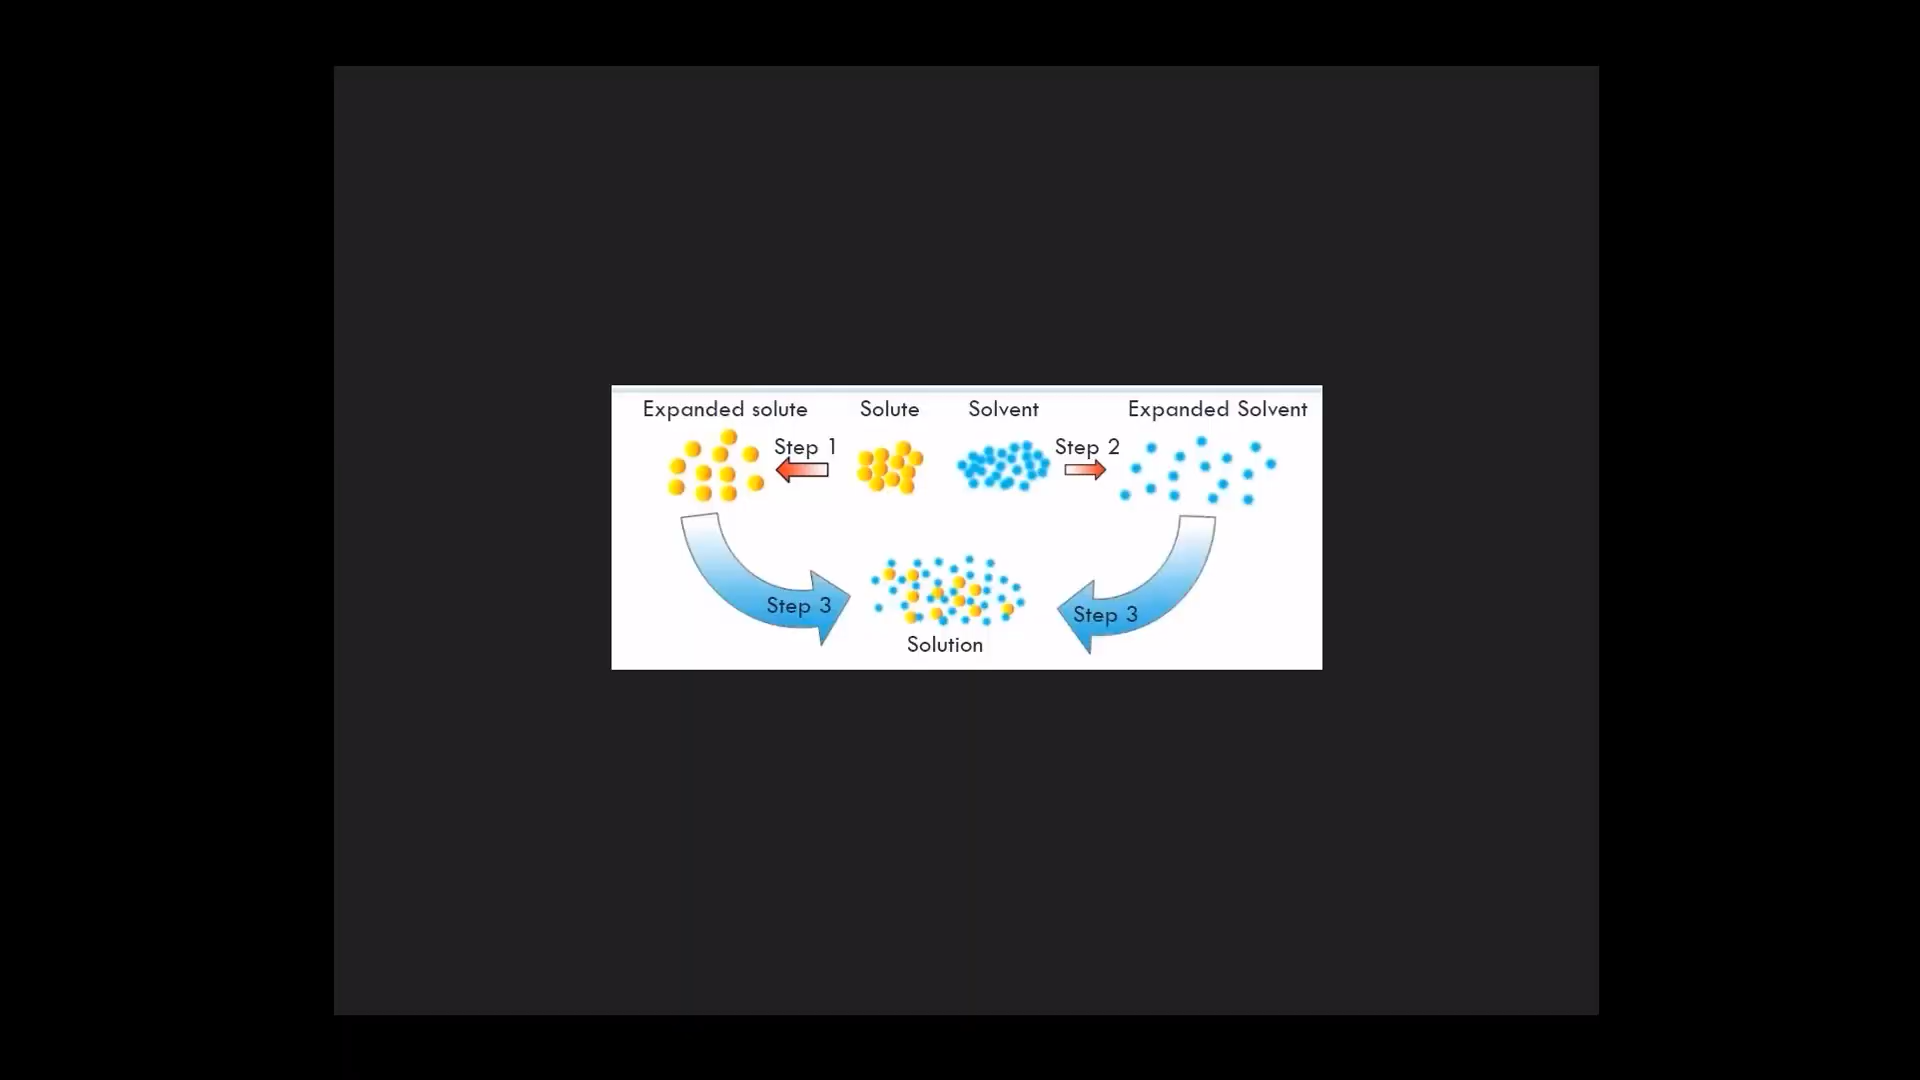 Expanded solute Solute Solvent Expanded Solvent
Step 1 Step 2
Step 3 Step 3
Solution